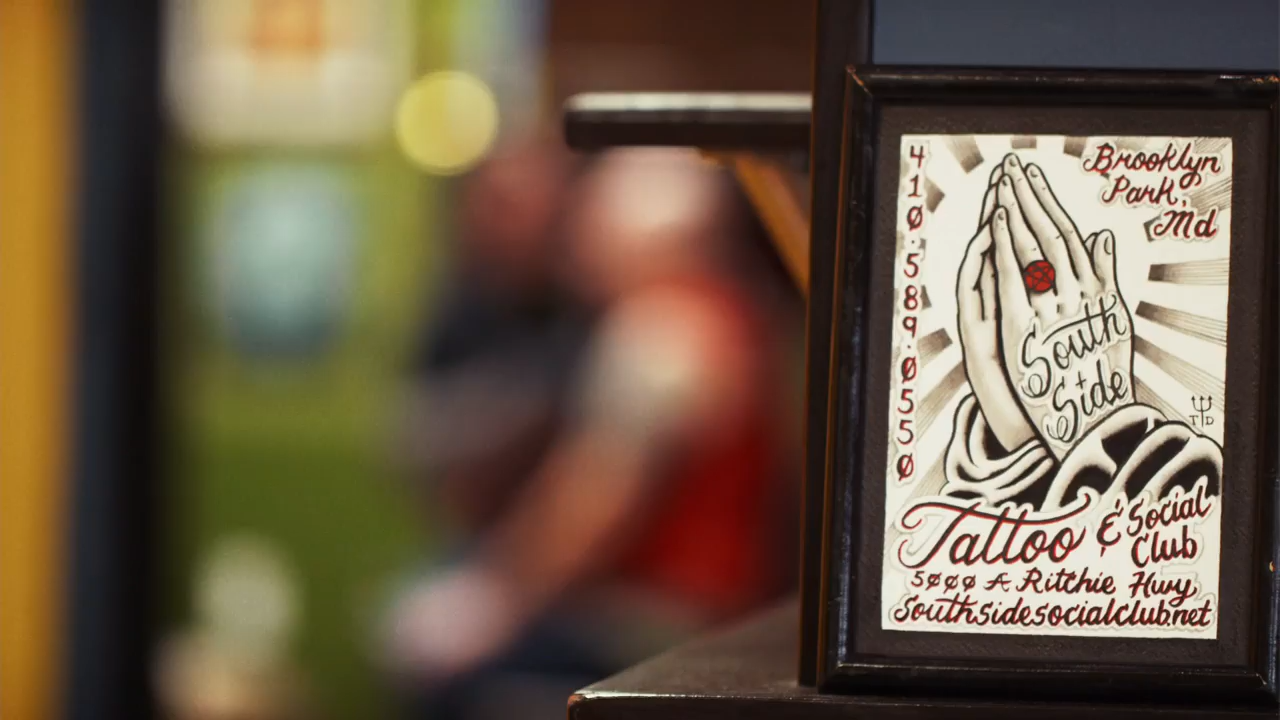 410.589.0550
Brooklyn
Park,
Md
South
Side
T D
Tattoo & Social
Club
5000 A Ritchie Hwy,
Southsidesocialclub.net